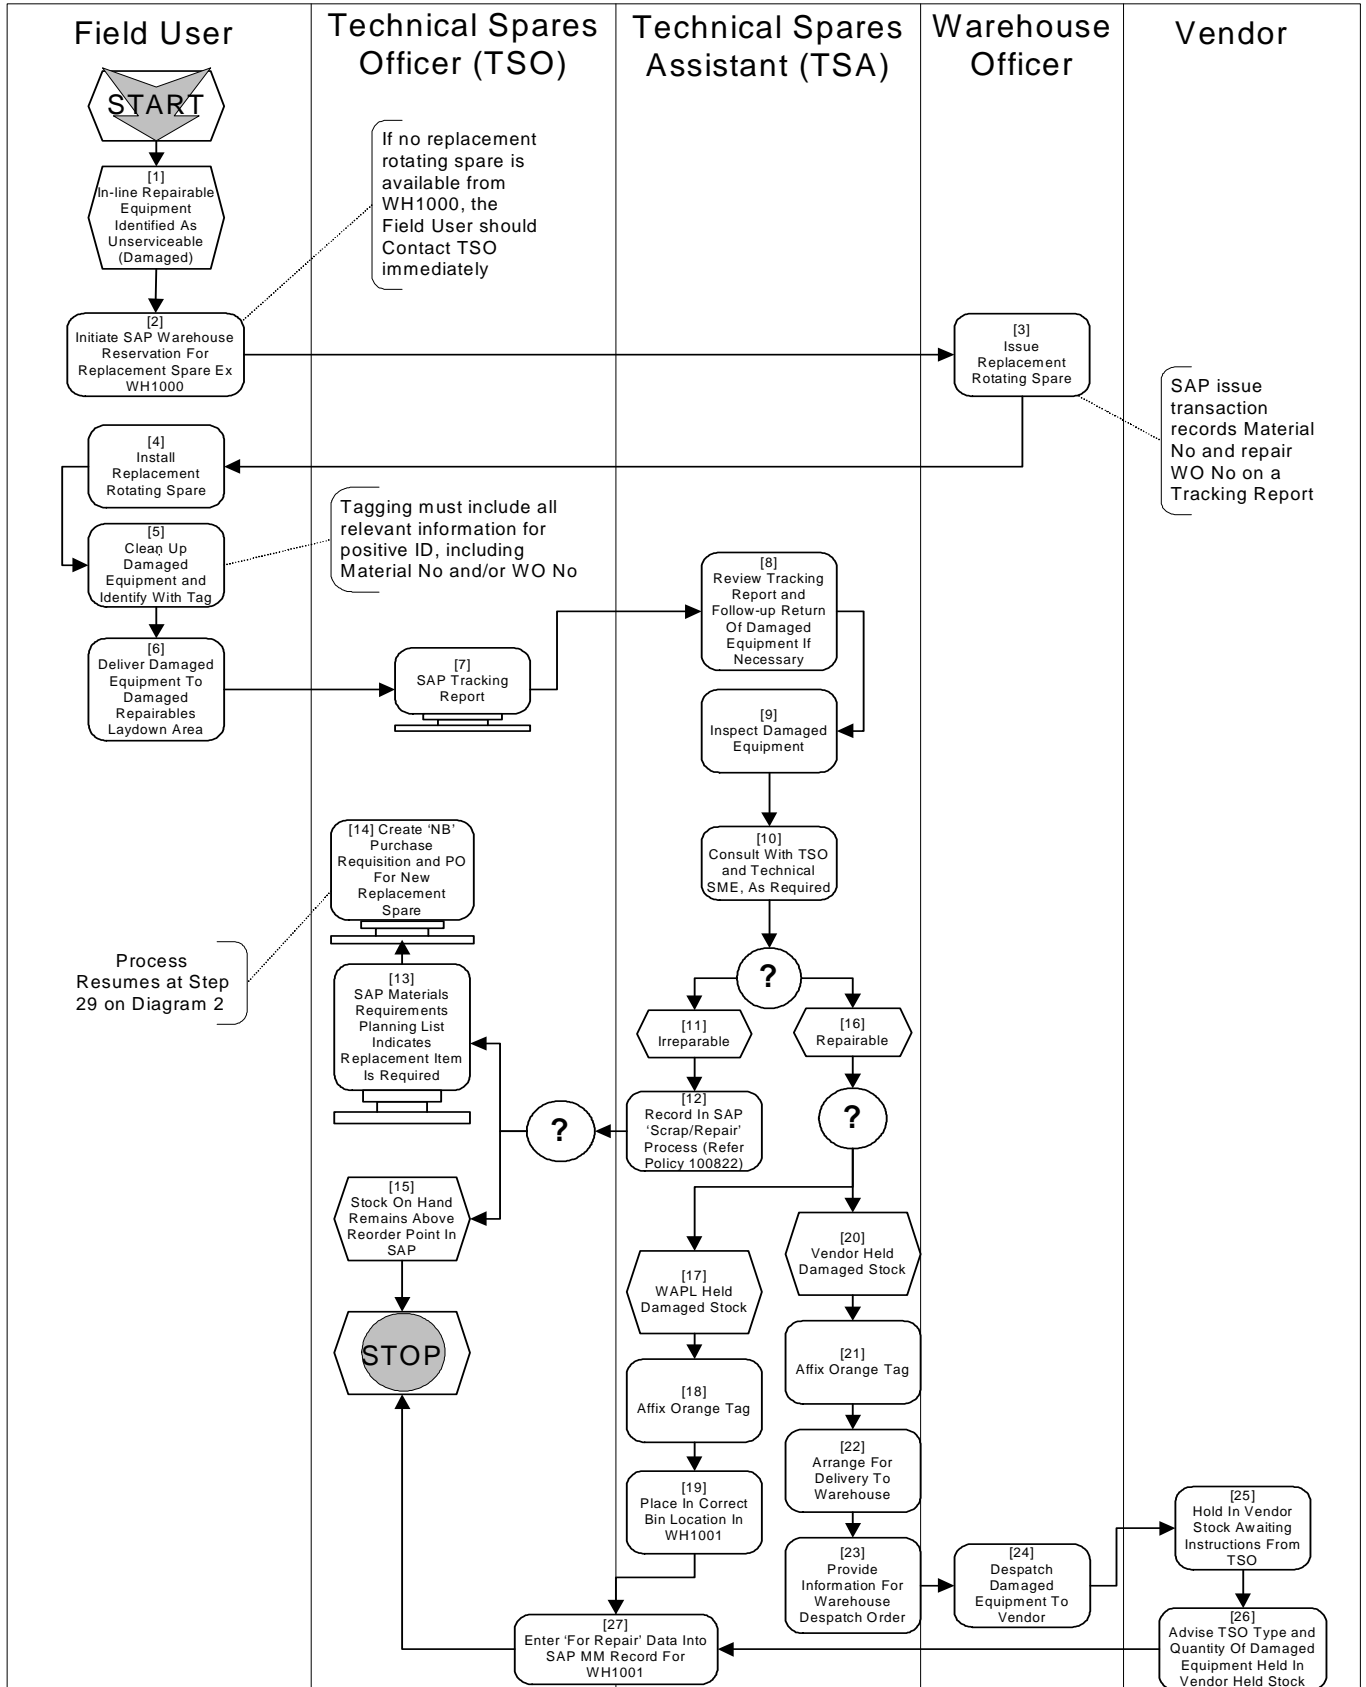 Field User
Technical Spares
Officer (TSO)
Technical Spares
Assistant (TSA)
Warehouse
Officer
Vendor
START
[1]
In-line Repairable
Equipment
Identified As
Unserviceable
(Damaged)
If no replacement
rotating spare is
available from
WH1000, the
Field User should
Contact TSO
immediately
[2]
Initiate SAP Warehouse
Reservation For
Replacement Spare Ex
WH1000
[3]
Issue
Replacement
Rotating Spare
SAP issue
transaction
records Material
No and repair
WO No on a
Tracking Report
[4]
Install
Replacement
Rotating Spare
[5]
Clean Up
Damaged
Equipment and
Identify With Tag
Tagging must include all
relevant information for
positive ID, including
Material No and/or WO No
[6]
Deliver Damaged
Equipment To
Damaged
Repairables
Laydown Area
[7]
SAP Tracking
Report
[8]
Review Tracking
Report and
Follow-up Return
Of Damaged
Equipment If
Necessary
[9]
Inspect Damaged
Equipment
[10]
Consult With TSO
and Technical
SME, As Required
?
[11]
Irreparable
[16]
Repairable
[12]
Record In SAP
‘Scrap/Repair’
Process (Refer
Policy 100822)
?
?
[14] Create ‘NB’
Purchase
Requisition and PO
For New
Replacement
Spare
Process
Resumes at Step
29 on Diagram 2
[13]
SAP Materials
Requirements
Planning List
Indicates
Replacement Item
Is Required
[15]
Stock On Hand
Remains Above
Reorder Point In
SAP
STOP
[17]
WAPL Held
Damaged Stock
[18]
Affix Orange Tag
[19]
Place In Correct
Bin Location In
WH1001
[20]
Vendor Held
Damaged Stock
[21]
Affix Orange Tag
[22]
Arrange For
Delivery To
Warehouse
[23]
Provide
Information For
Warehouse
Despatch Order
[24]
Despatch
Damaged
Equipment To
Vendor
[25]
Hold In Vendor
Stock Awaiting
Instructions From
TSO
[26]
Advise TSO Type and
Quantity Of Damaged
Equipment Held In
Vendor Held Stock
[27]
Enter ‘For Repair’ Data Into
SAP MM Record For
WH1001